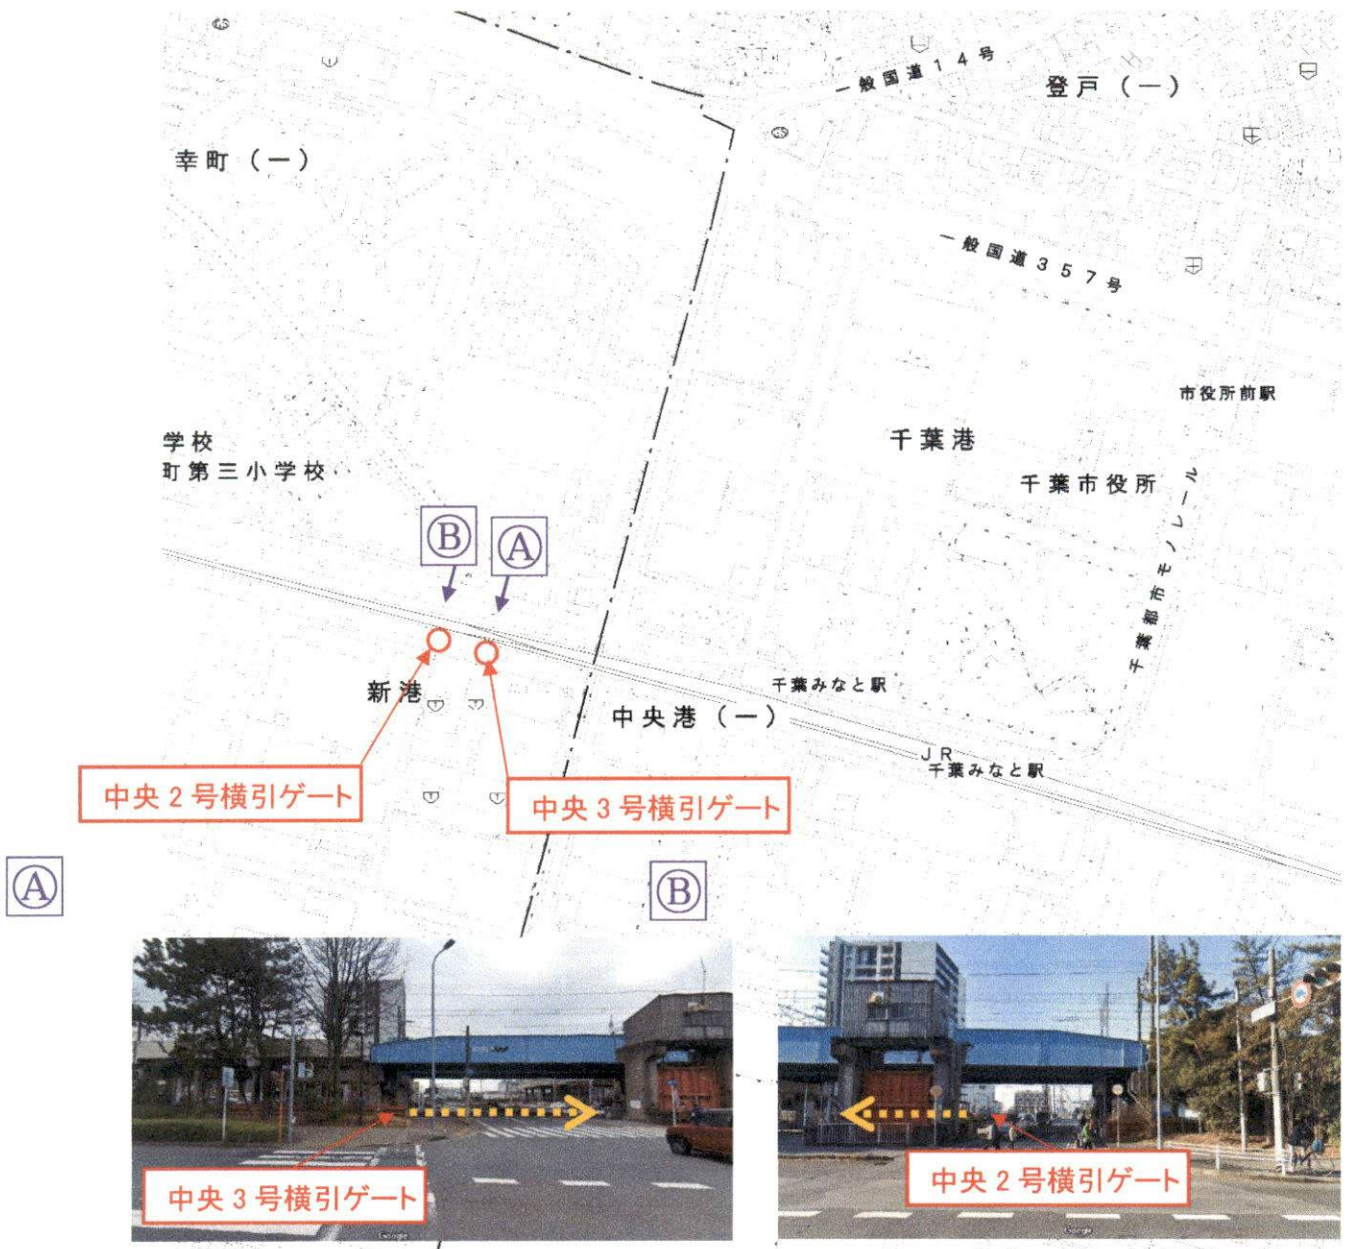 一般国道14号
登戸（一）
幸町（一）
一般国道357号
市役所前駅
千葉港
学校
町第三小学校
千葉市役所
千葉都市モノレール
Ⓑ
Ⓐ
新港
千葉みなと駅
中央港（一）
JR
千葉みなと駅
中央2号横引ゲート
中央3号横引ゲート
Ⓐ
Ⓑ
中央3号横引ゲート
中央2号横引ゲート
Google
Google